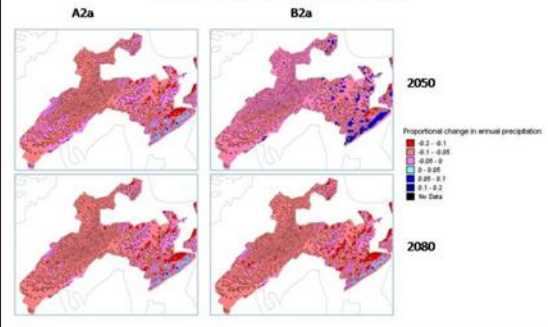 A2a
B2a
2050
Proportional change in annual precipitation
-0.2 - -0.1
-0.1 - -0.05
-0.05 - 0
0 - 0.05
0.05 - 0.1
0.1 - 0.2
No Data
2080